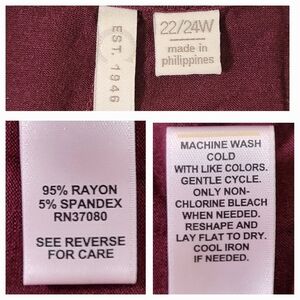 EST. 1946
22/24W
made in
philippines
95% RAYON
5% SPANDEX
RN37080
SEE REVERSE
FOR CARE
MACHINE WASH
COLD
WITH LIKE COLORS.
GENTLE CYCLE.
ONLY NON-
CHLORINE BLEACH
WHEN NEEDED.
RESHAPE AND
LAY FLAT TO DRY.
COOL IRON
IF NEEDED.